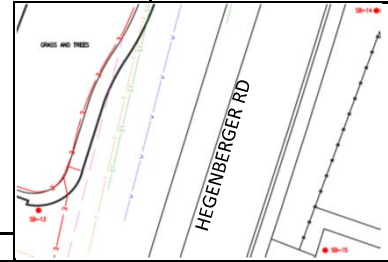 SB-14
GRASS AND TREES
HEGENBERGER RD
SB-13
SB-15